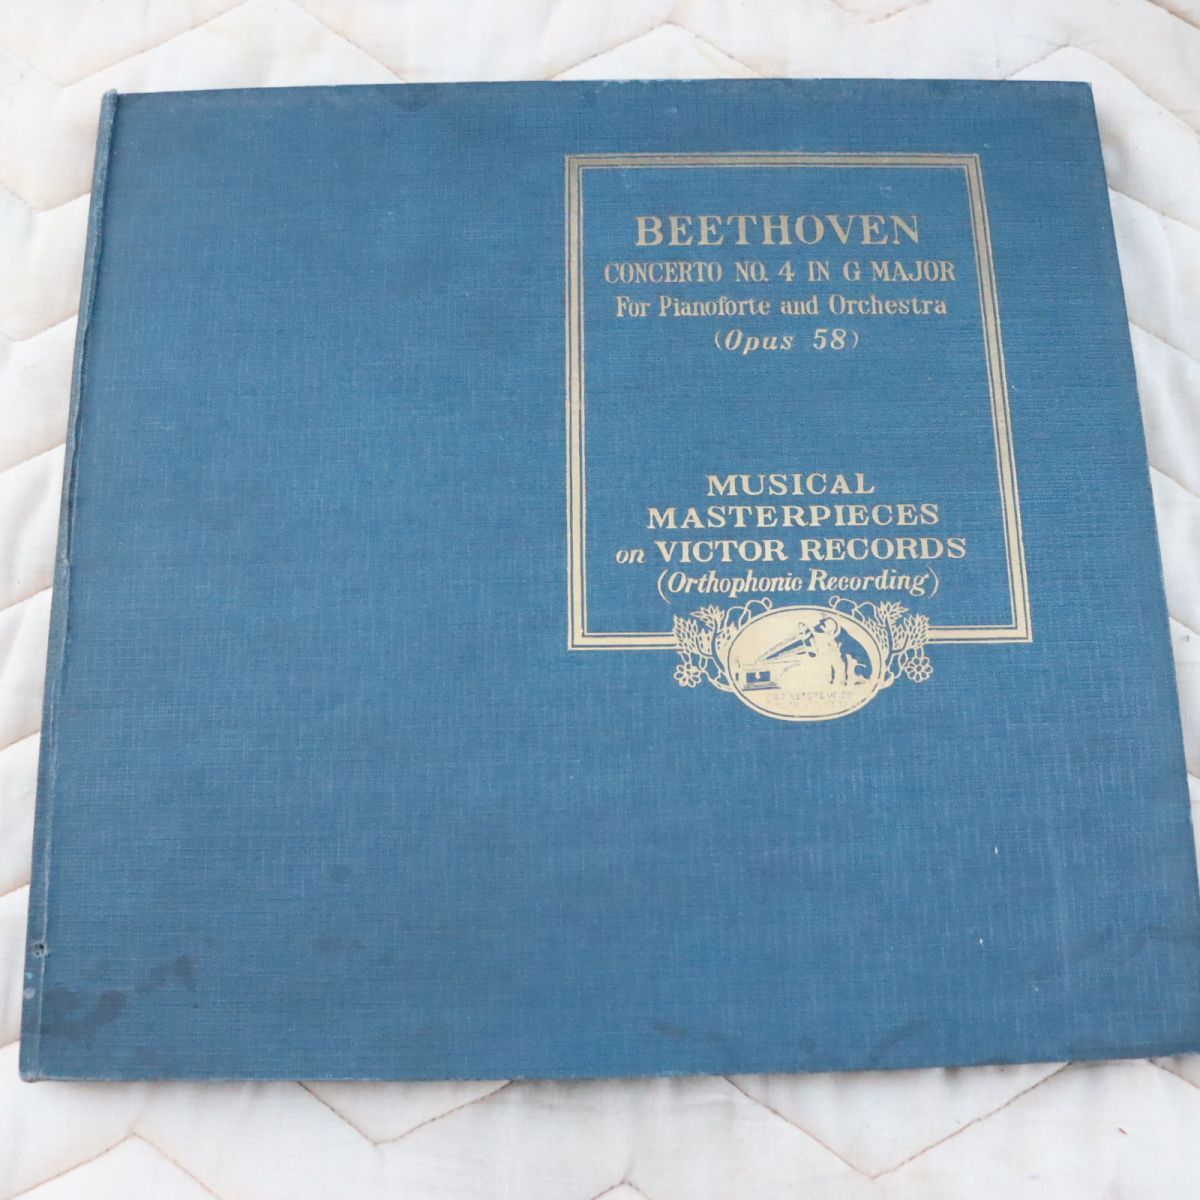 BEETHOVEN
CONCERTO NO. 4 IN G MAJOR
For Pianoforte and Orchestra
(Opus 58)
MUSICAL
MASTERPIECES
on VICTOR RECORDS
(Orthophonic Recording)